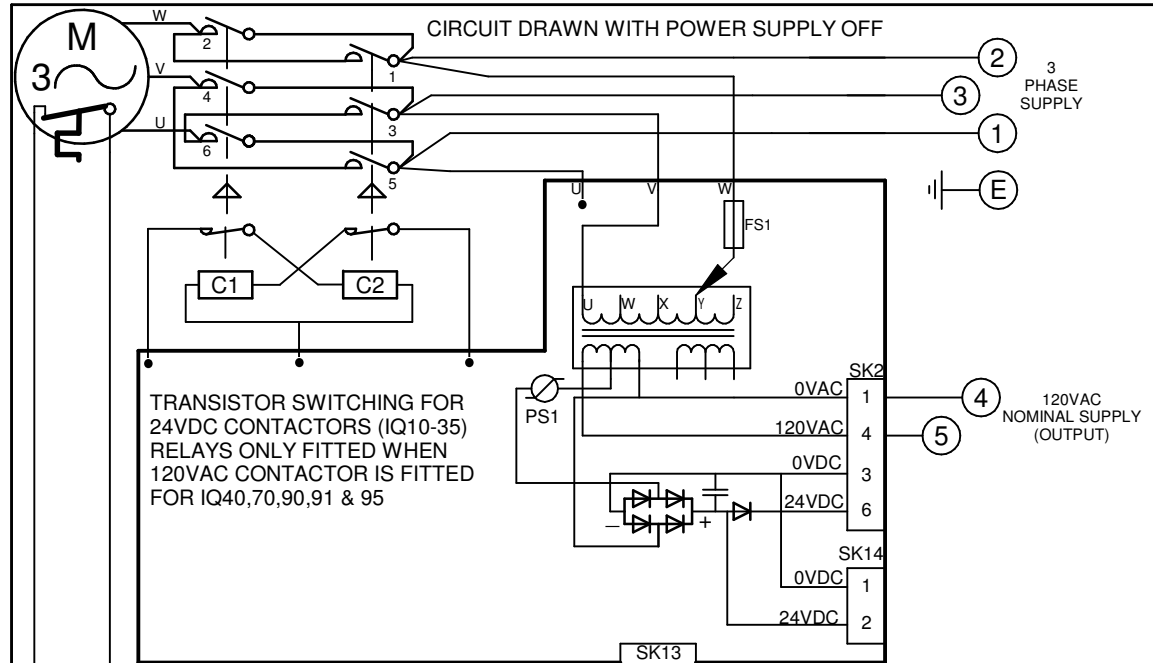 CIRCUIT DRAWN WITH POWER SUPPLY OFF
M
3
W
V
U
2
4
6
1
3
5
2
3
1
E
3
PHASE
SUPPLY
U
V
W
FS1
C1
C2
U W X Y Z
PS1
TRANSISTOR SWITCHING FOR
24VDC CONTACTORS (IQ10-35)
RELAYS ONLY FITTED WHEN
120VAC CONTACTOR IS FITTED
FOR IQ40,70,90,91 & 95
SK2
0VAC 1
120VAC 4
0VDC 3
24VDC 6
4
5
120VAC
NOMINAL SUPPLY
(OUTPUT)
− +
SK14
0VDC 1
24VDC 2
SK13